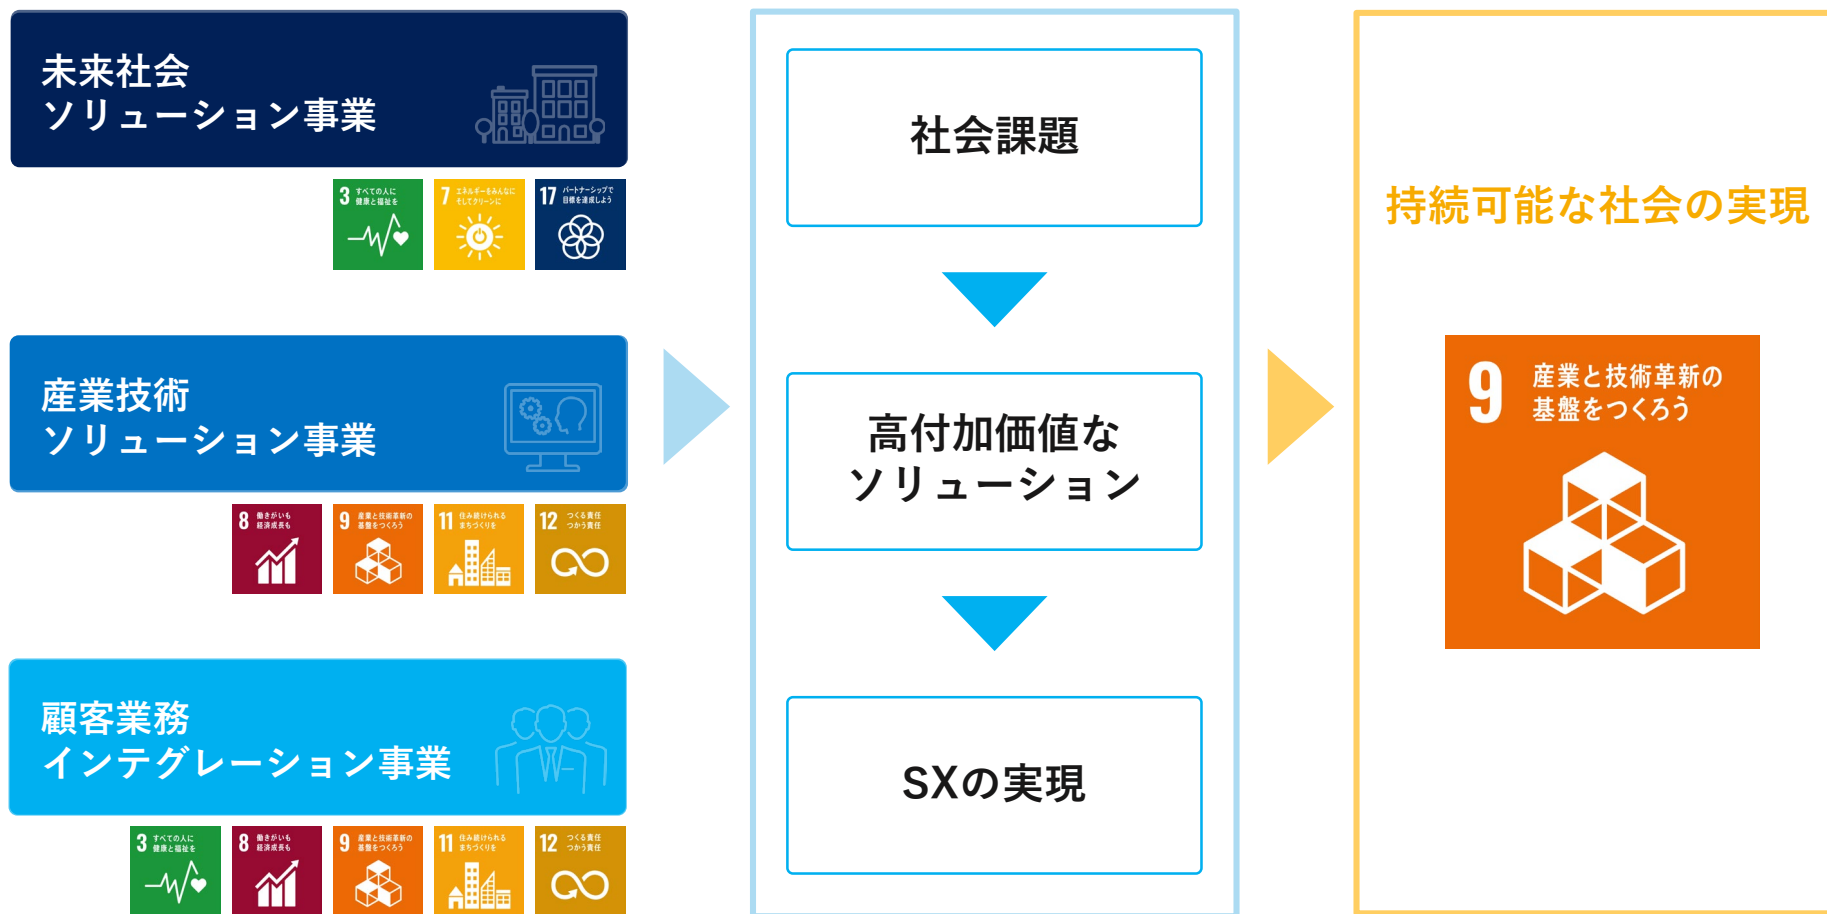 未来社会
ソリューション事業
3 すべての人に
健康と福祉を
7 エネルギーをみんなに
そしてクリーンに
17 パートナーシップで
目標を達成しよう
産業技術
ソリューション事業
8 働きがいも
経済成長も
9 産業と技術革新の
基盤をつくろう
11 住み続けられる
まちづくりを
12 つくる責任
つかう責任
顧客業務
インテグレーション事業
3 すべての人に
健康と福祉を
8 働きがいも
経済成長も
9 産業と技術革新の
基盤をつくろう
11 住み続けられる
まちづくりを
12 つくる責任
つかう責任
社会課題
高付加価値な
ソリューション
SXの実現
持続可能な社会の実現
9 産業と技術革新の
基盤をつくろう